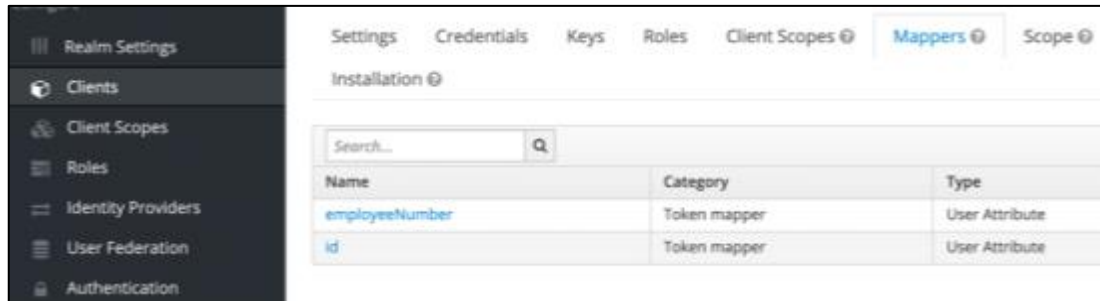 Realm Settings
Clients
Client Scopes
Roles
Identity Providers
User Federation
Authentication
Settings Credentials Keys Roles Client Scopes Mappers Scope
Installation
Search...
Name Category Type
employeeNumber Token mapper User Attribute
id Token mapper User Attribute